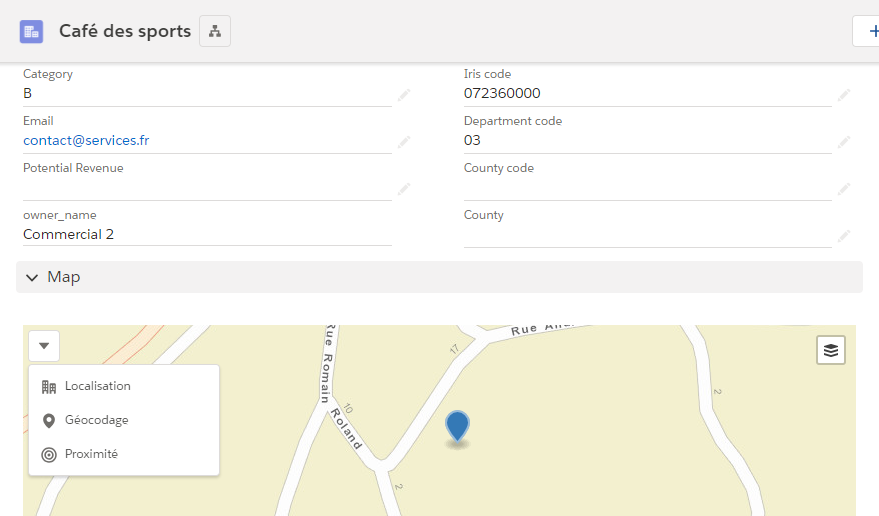 Café des sports
Category
B
Iris code
072360000
Email
contact@services.fr
Department code
03
Potential Revenue
County code
owner_name
Commercial 2
County
Map
Rue Romain Roland
Rue
17
10
2
2
Localisation
Géocodage
Proximité